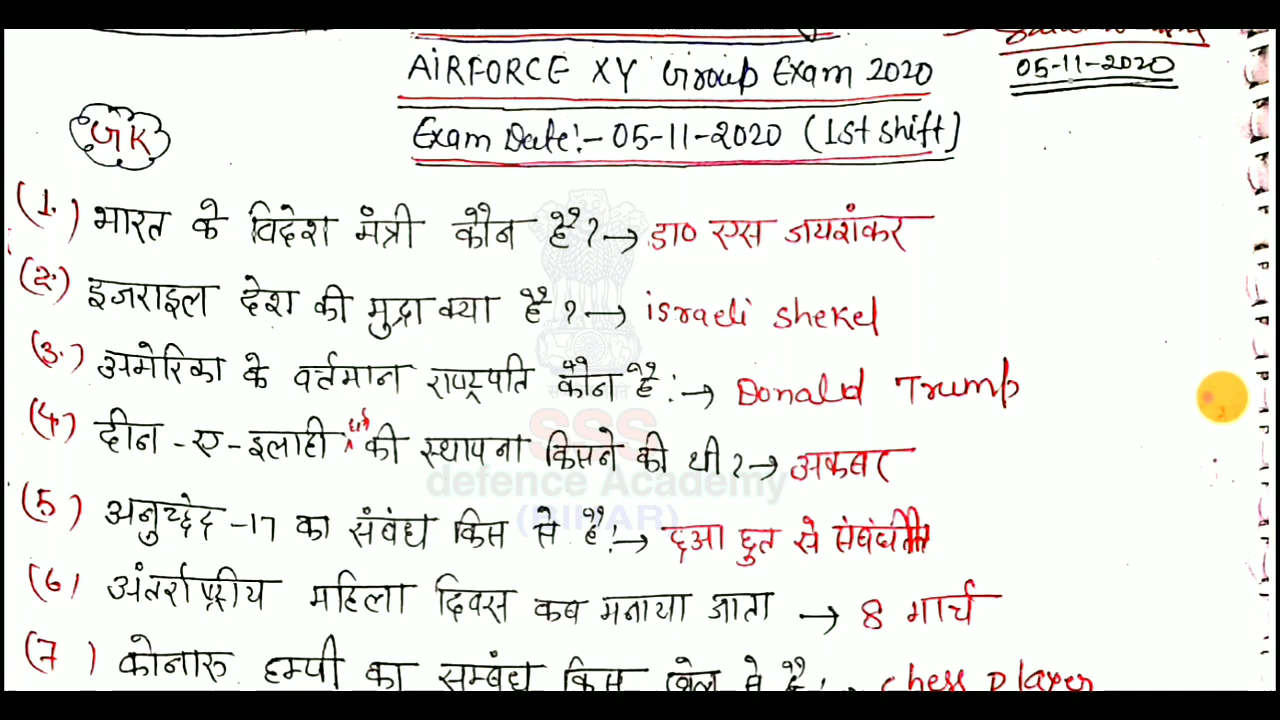 AIRFORCE XY Group Exam 2020
05-11-2020
Exam Date:- 05-11-2020 (1st shift)
GK
(1.) भारत के विदेश मंत्री कौन है? → डा० एस जयशंकर
(2.) इजराइल देश की मुद्रा क्या है? → israeli shekel
(3.) अमेरिका के वर्तमान राष्ट्रपति कौन है: → Donald Trump
(4.) दीन-ए-इलाही धर्म की स्थापना किसने की थी? → अकबर
(5) अनुच्छेद-17 का संबंध किस से है! → छुआ छुत से संबंधित
(6) अंतर्राष्ट्रीय महिला दिवस कब मनाया जाता → 8 मार्च
(7) कोनारु हम्पी का सम्बंध किस खेल से है! chess player
SSS
defence Academy
(BIHAR)